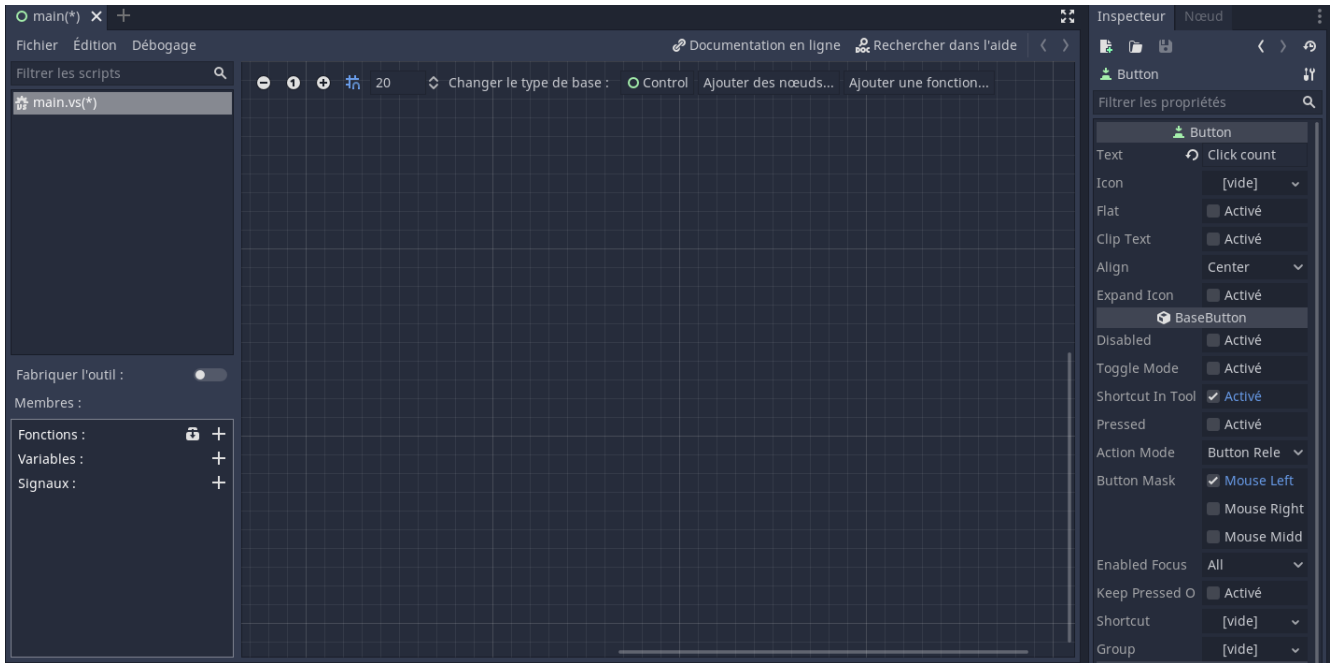 main(*)
Fichier Édition Débogage
Documentation en ligne Rechercher dans l'aide
Filtrer les scripts
main.vs(*)
20 Changer le type de base : Control Ajouter des nœuds... Ajouter une fonction...
Fabriquer l'outil :
Membres :
Fonctions :
Variables :
Signaux :
Inspecteur Nœud
Button
Filtrer les propriétés
Button
Text Click count
Icon [vide]
Flat Activé
Clip Text Activé
Align Center
Expand Icon Activé
BaseButton
Disabled Activé
Toggle Mode Activé
Shortcut In Tool Activé
Pressed Activé
Action Mode Button Rele
Button Mask Mouse Left
Mouse Right
Mouse Midd
Enabled Focus All
Keep Pressed O Activé
Shortcut [vide]
Group [vide]